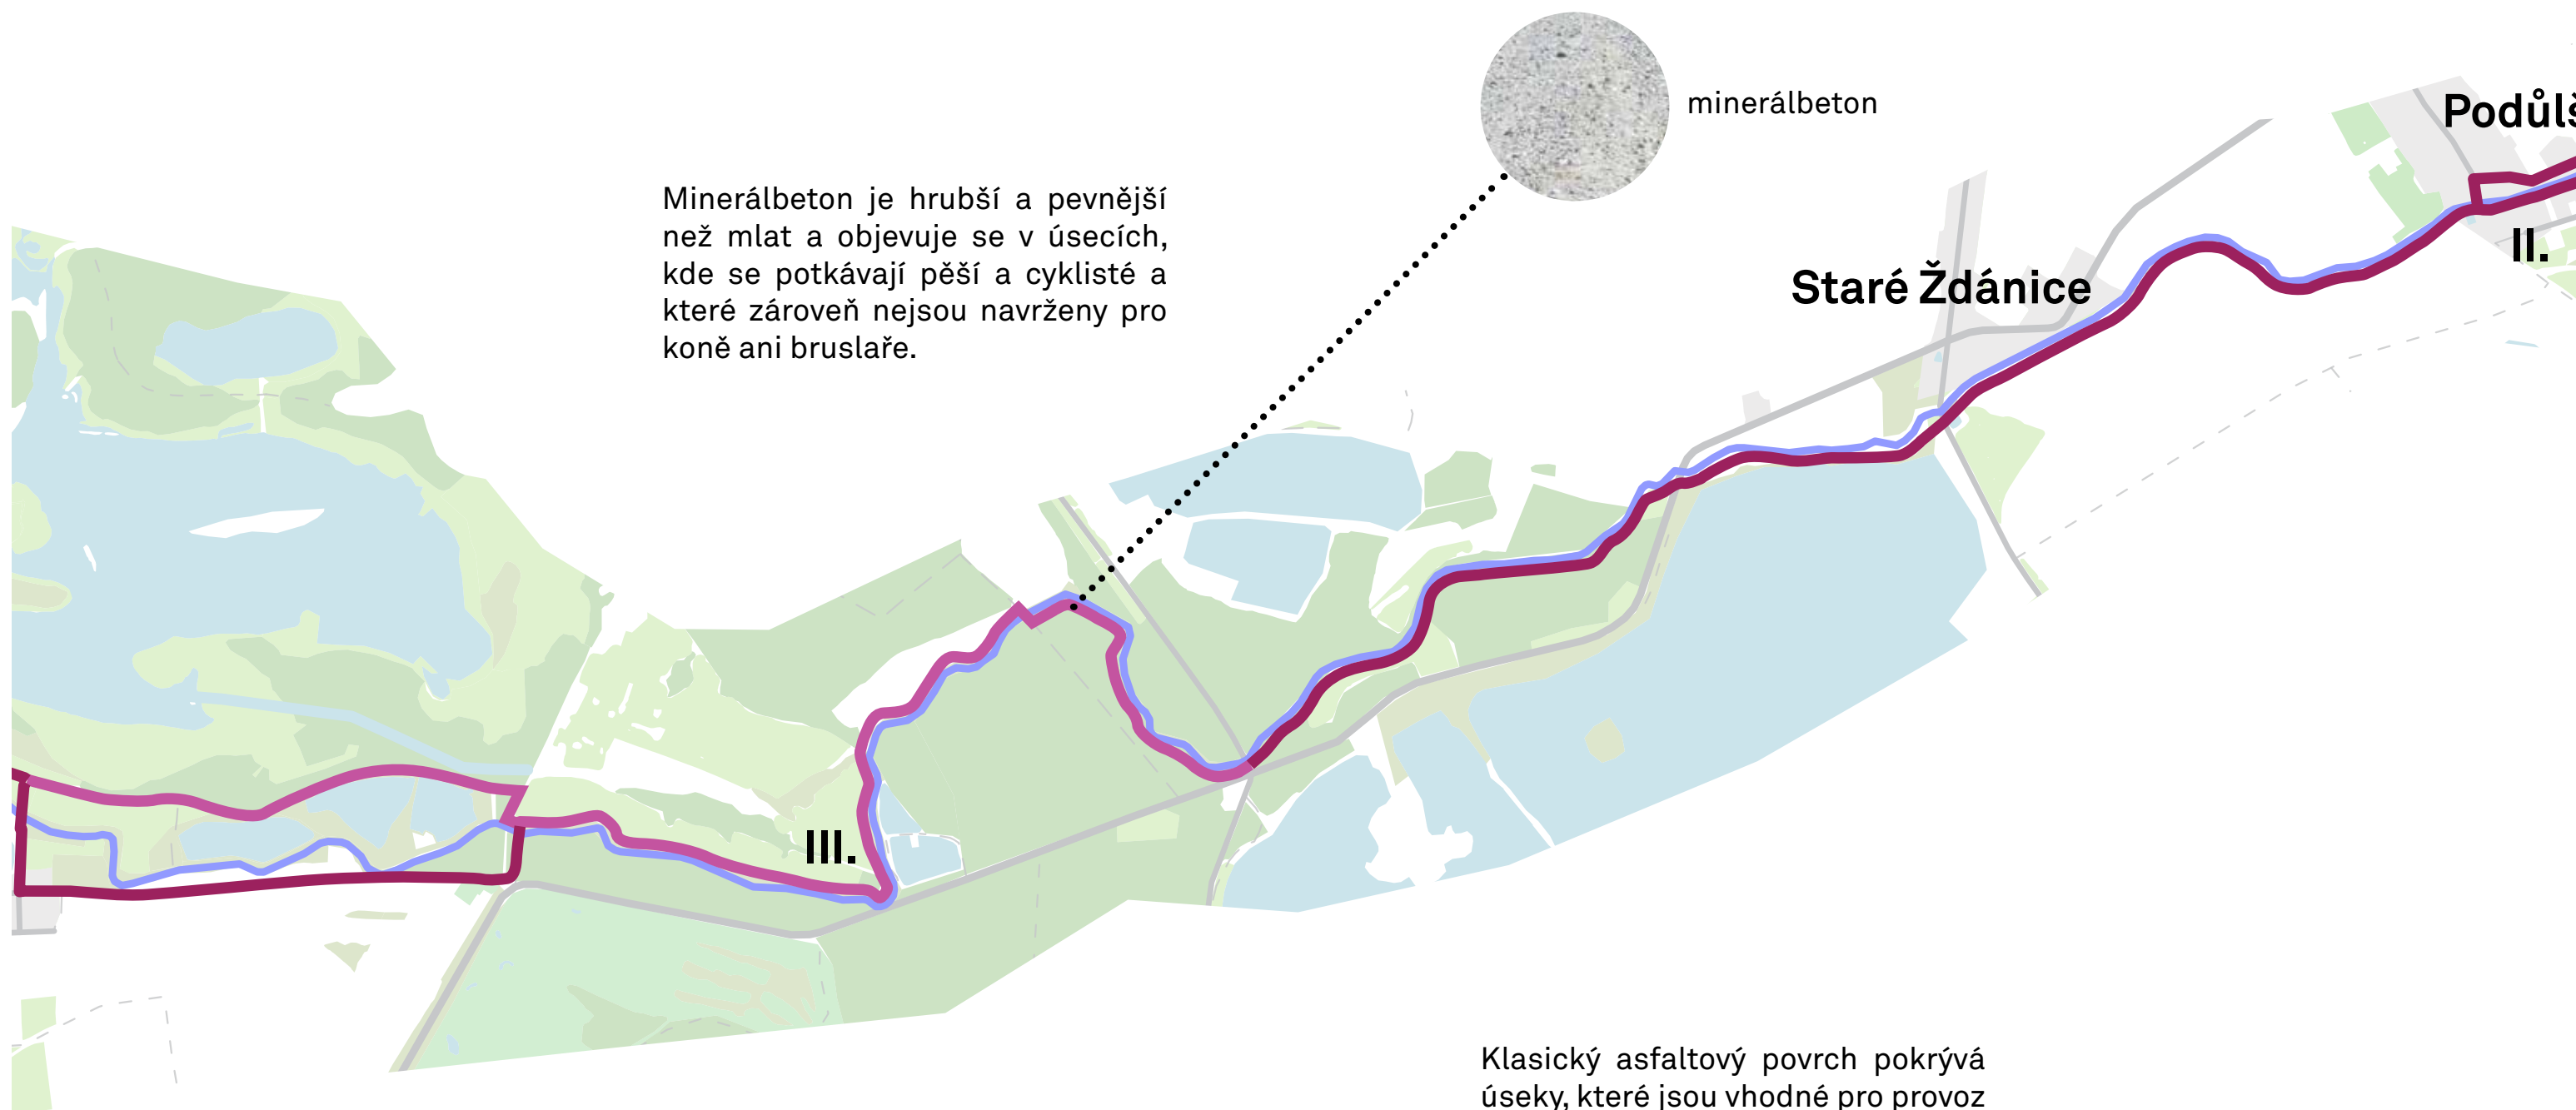 minerálbeton
Minerálbeton je hrubší a pevnější
než mlat a objevuje se v úsecích,
kde se potkávají pěší a cyklisté a
které zároveň nejsou navrženy pro
koně ani bruslaře.
Podůlš
II.
Staré Ždánice
III.
Klasický asfaltový povrch pokrývá
úseky, které jsou vhodné pro provoz